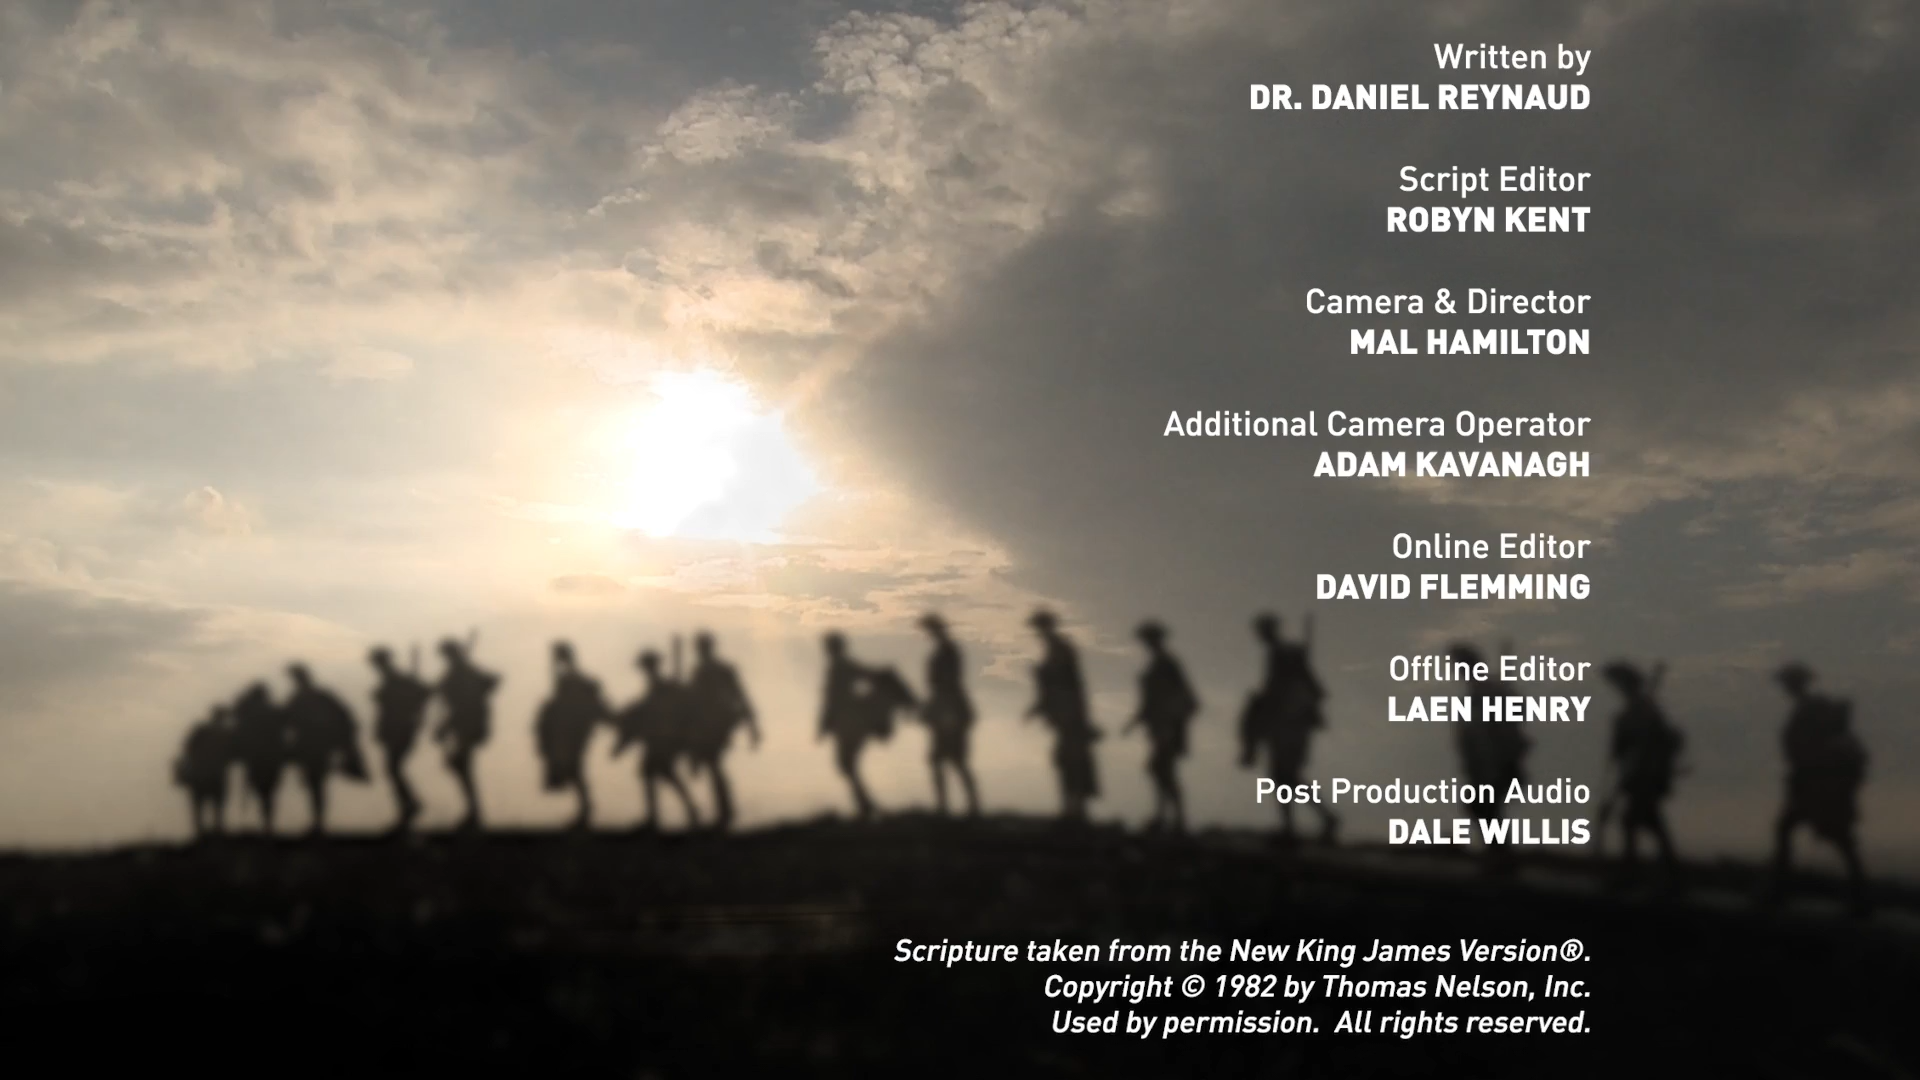 Written by
DR. DANIEL REYNAUD
Script Editor
ROBYN KENT
Camera & Director
MAL HAMILTON
Additional Camera Operator
ADAM KAVANAGH
Online Editor
DAVID FLEMMING
Offline Editor
LAEN HENRY
Post Production Audio
DALE WILLIS
Scripture taken from the New King James Version®.
Copyright © 1982 by Thomas Nelson, Inc.
Used by permission.  All rights reserved.